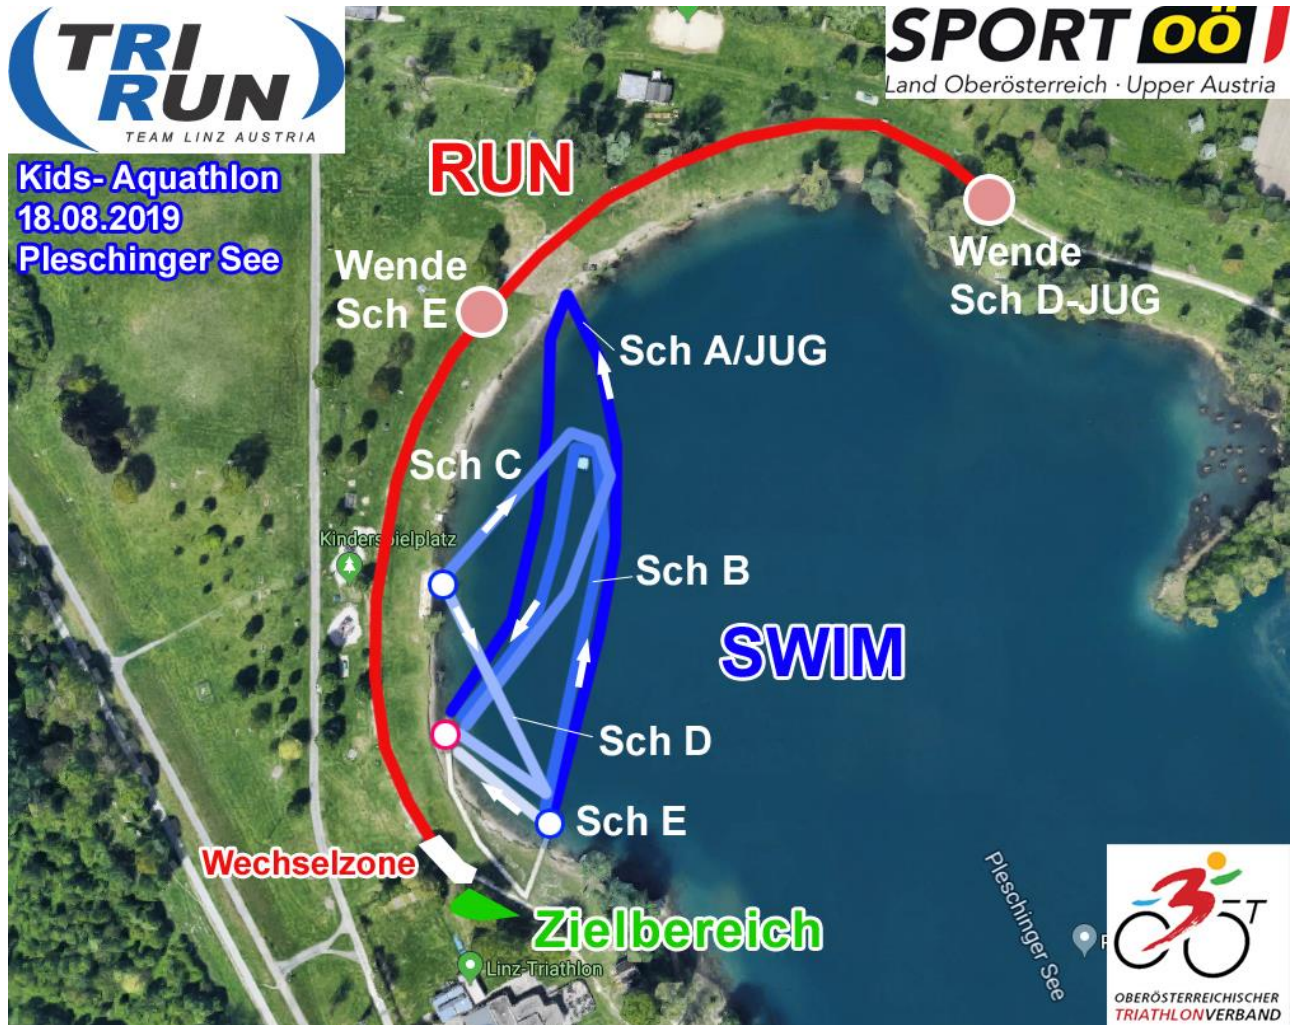 TRI
RUN
TEAM LINZ AUSTRIA
SPORT OÖ
Land Oberösterreich · Upper Austria
Kids- Aquathlon
18.08.2019
Pleschinger See
RUN
Wende
Sch E
Wende
Sch D-JUG
Sch A/JUG
Sch C
Kinderspielplatz
Sch B
SWIM
Sch D
Sch E
Wechselzone
Zielbereich
Linz-Triathlon
Pleschinger See
3
T
OBERÖSTERREICHISCHER
TRIATHLONVERBAND